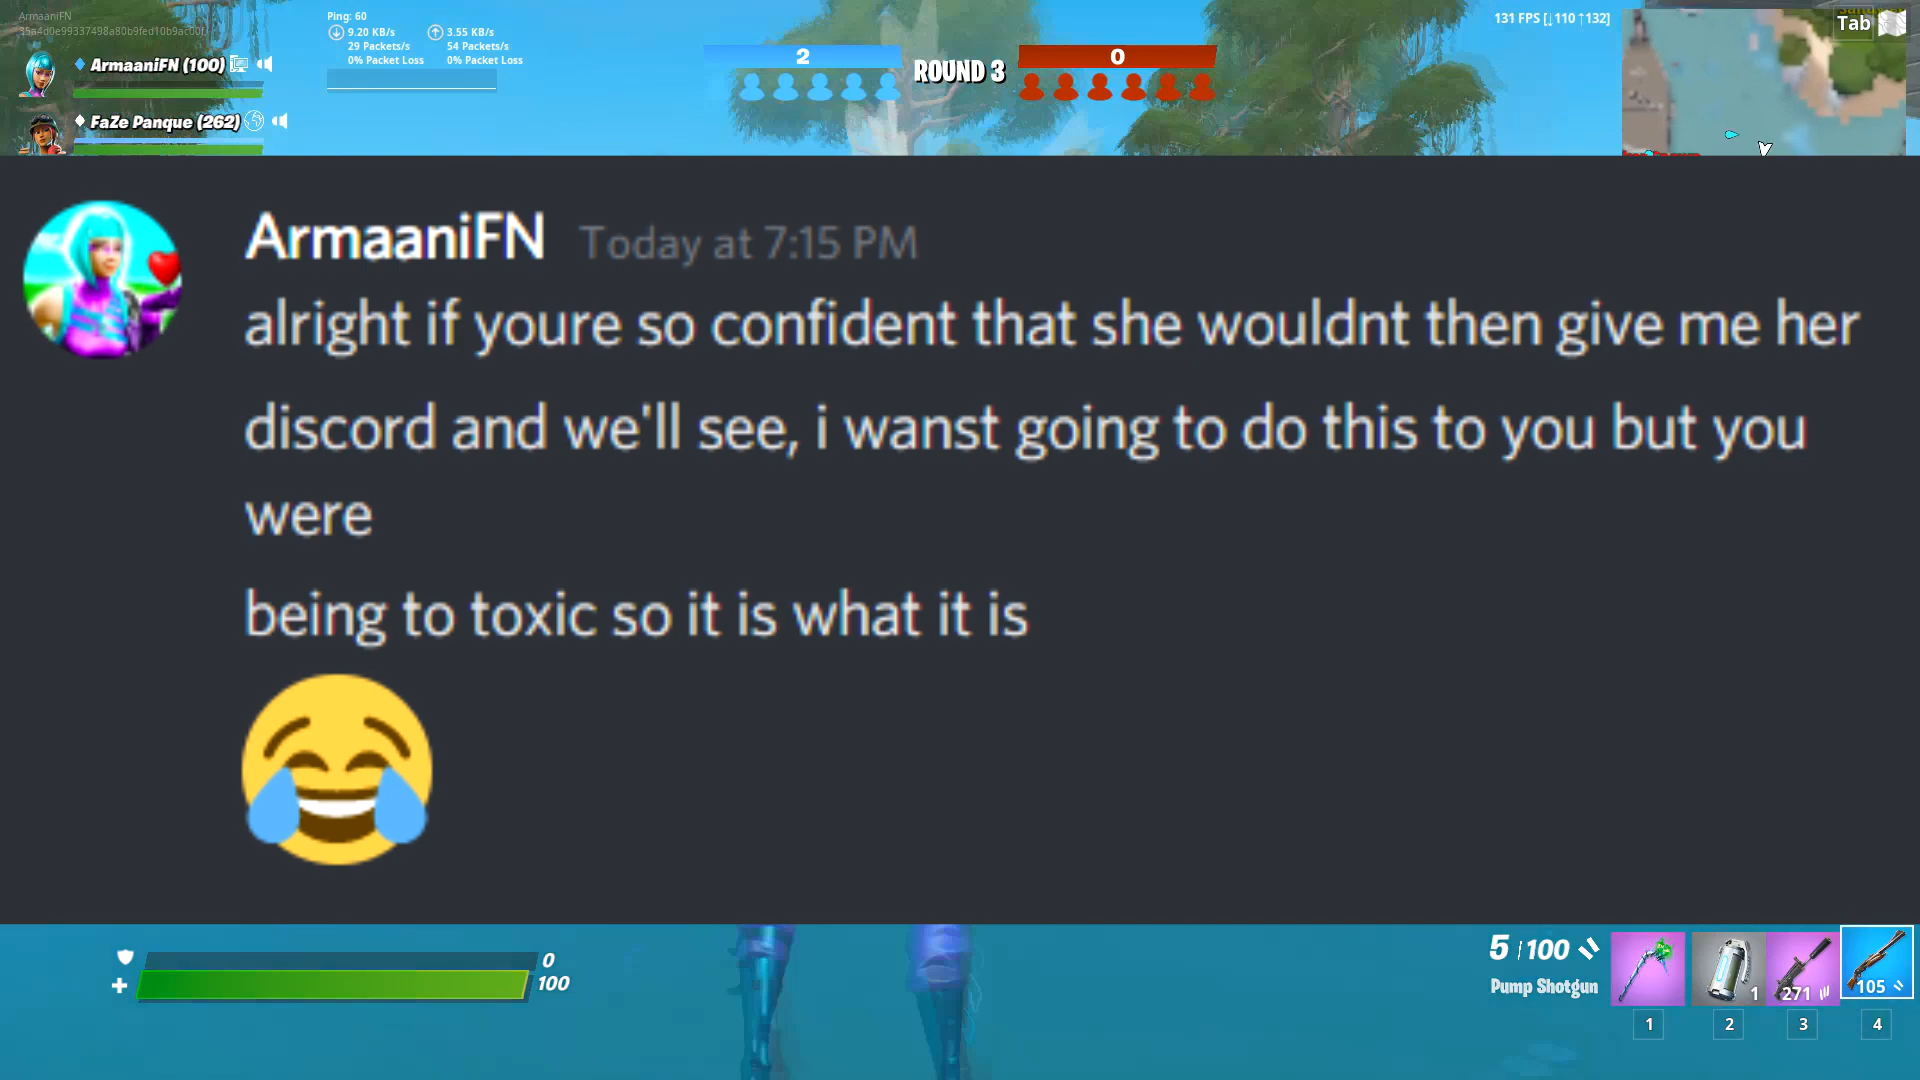 ArmaaniFN
Ping: 60
9.20 KB/s 3.55 KB/s
29 Packets/s 54 Packets/s
0% Packet Loss 0% Packet Loss
ArmaaniFN (100)
FaZe Panque (262)
2 ROUND 3 0
131 FPS [↓110 ↑132]
Tab
ArmaaniFN Today at 7:15 PM
alright if youre so confident that she wouldnt then give me her
discord and we'll see, i wanst going to do this to you but you
were
being to toxic so it is what it is
😂
0
100
5 / 100
Pump Shotgun
1 271 105
1 2 3 4